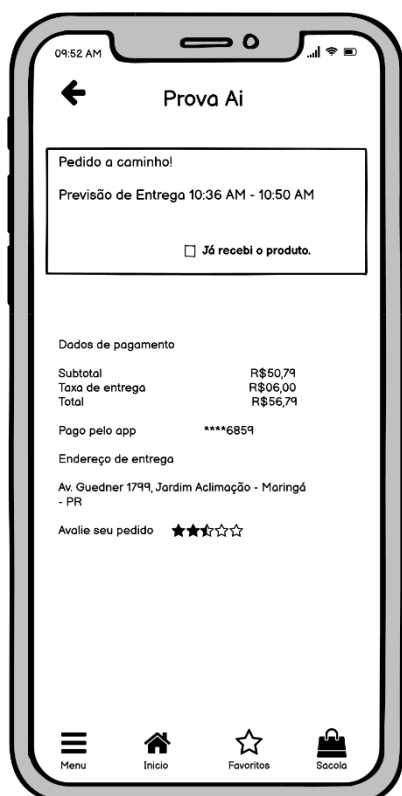 09:52 AM
Prova Ai
Pedido a caminho!
Previsão de Entrega 10:36 AM - 10:50 AM
Já recebi o produto.
Dados de pagamento
Subtotal R$50,79
Taxa de entrega R$06,00
Total R$56,79
Pago pelo app ****6859
Endereço de entrega
Av. Guedner 1799, Jardim Aclimação - Maringá
- PR
Avalie seu pedido
Menu Inicio Favoritos Sacola